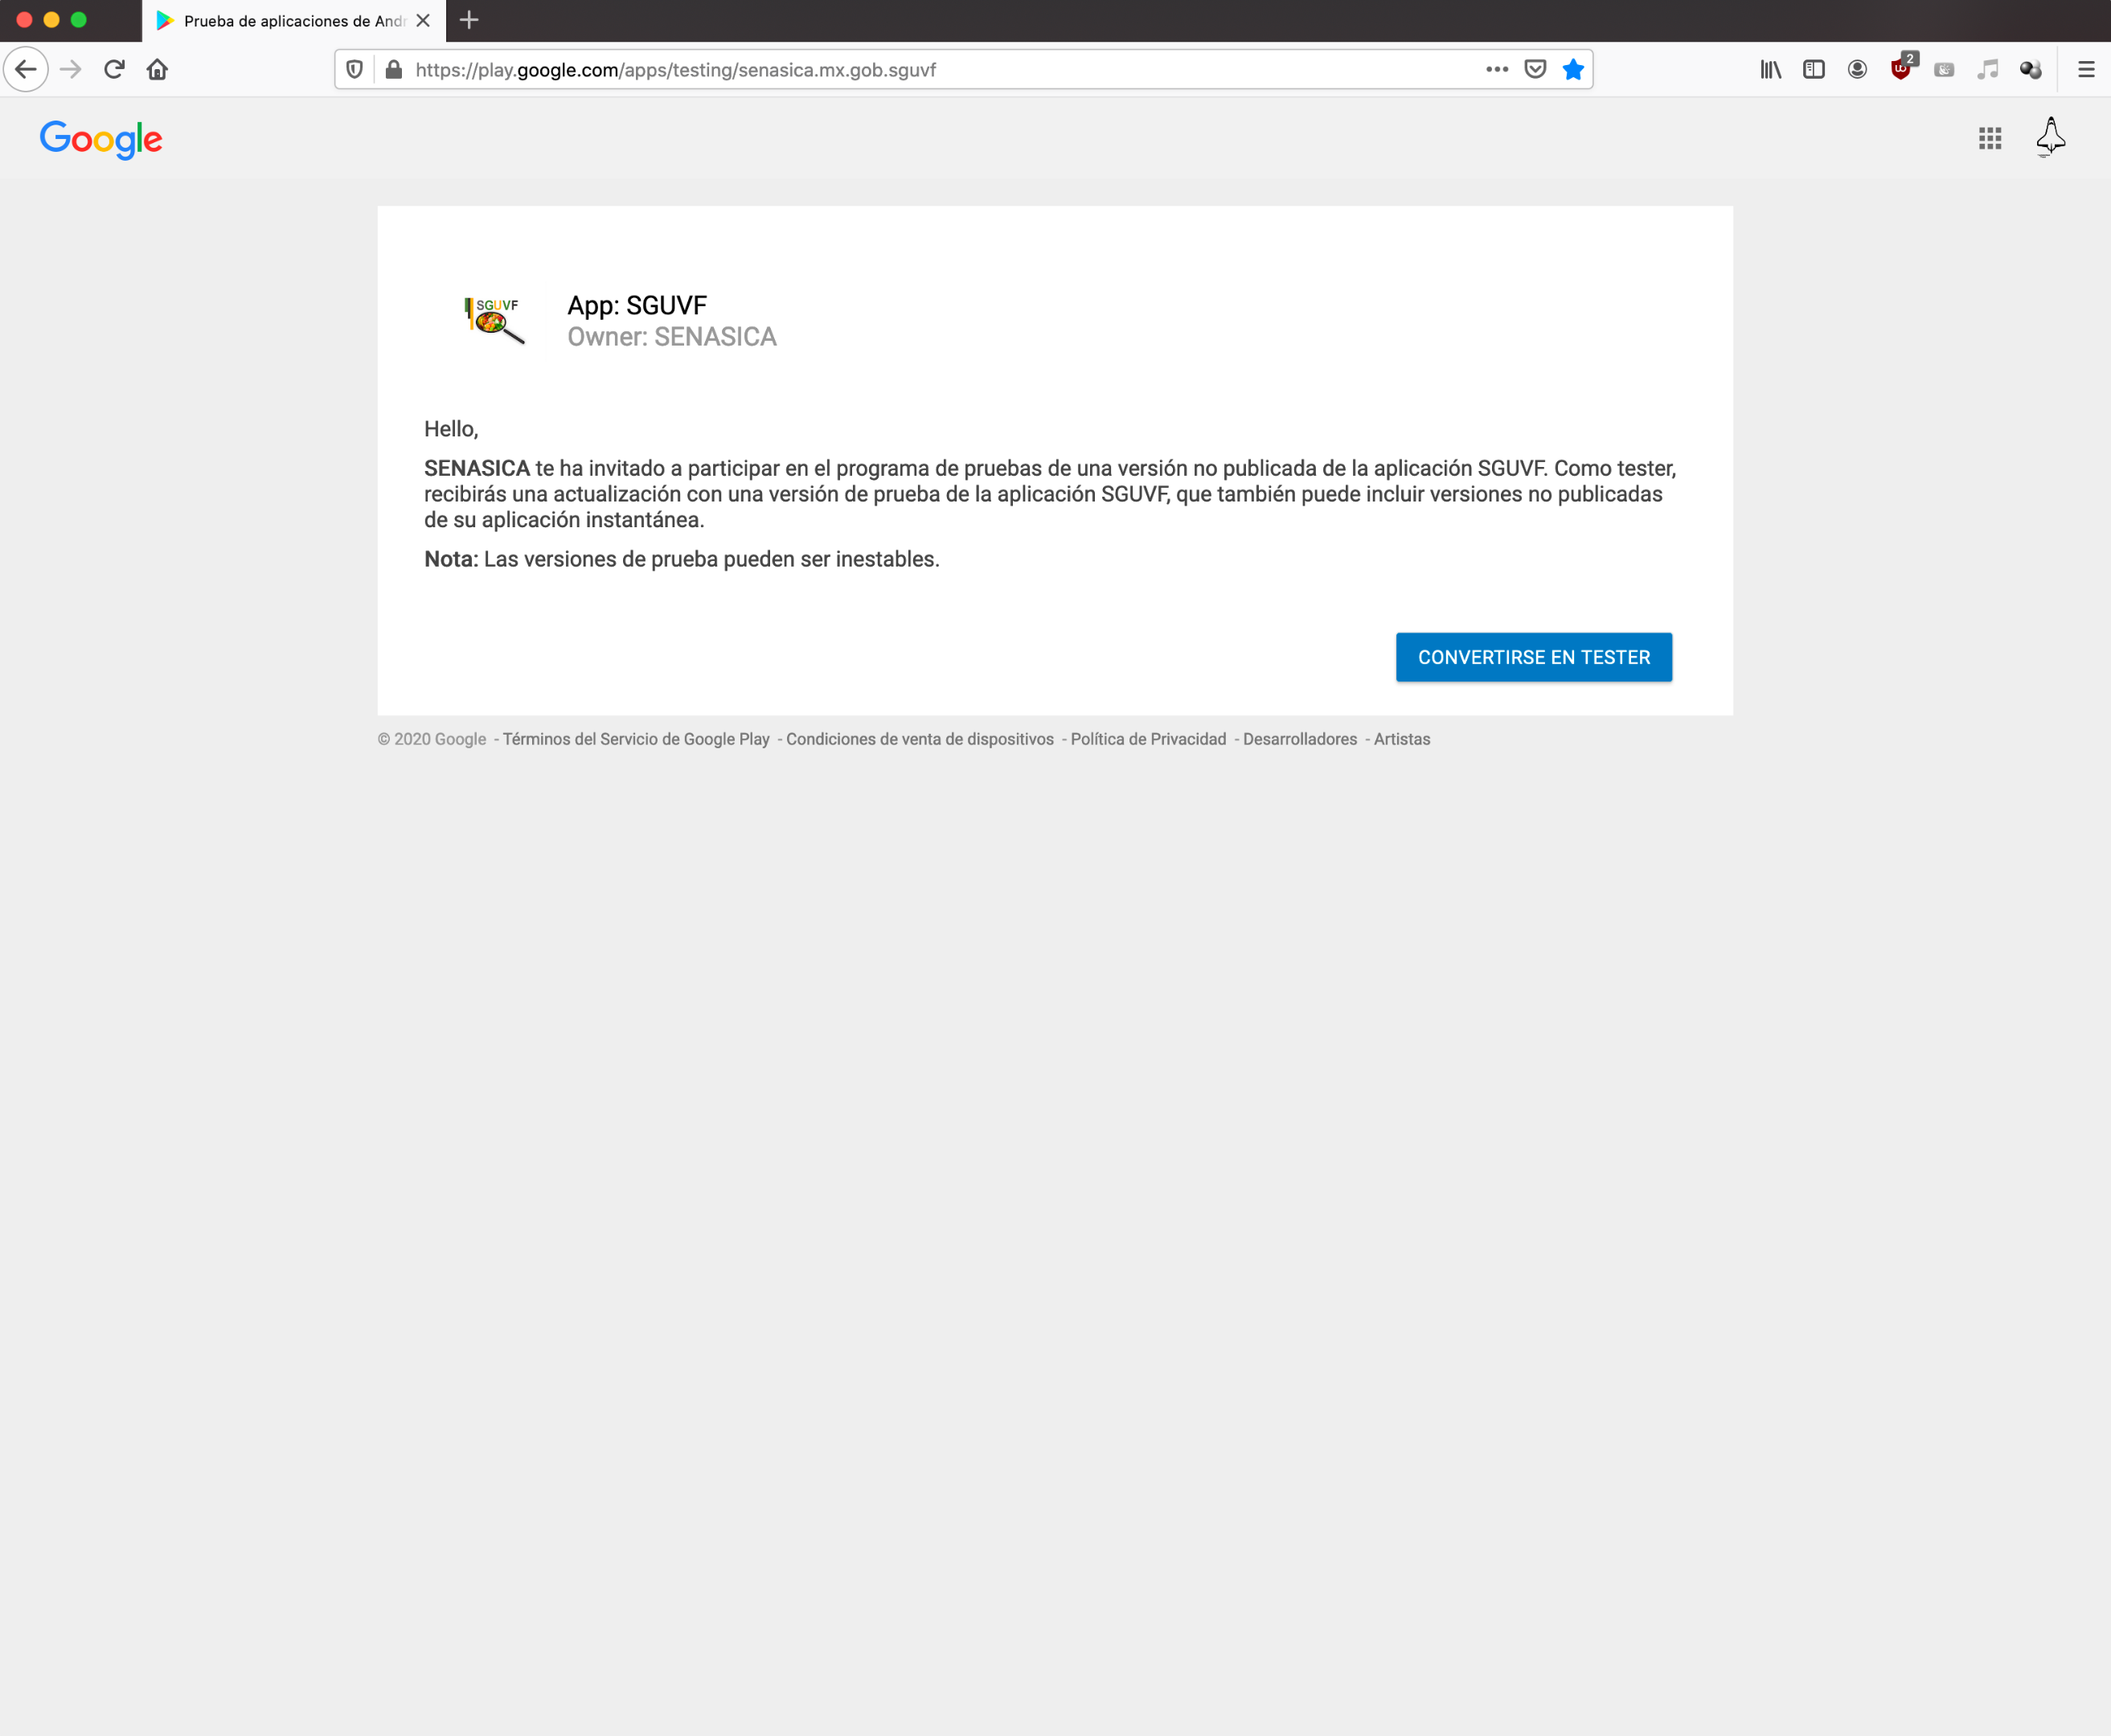 Prueba de aplicaciones de Andr
https://play.google.com/apps/testing/senasica.mx.gob.sguvf
2
Google
SGUVF
App: SGUVF
Owner: SENASICA
Hello,
SENASICA te ha invitado a participar en el programa de pruebas de una versión no publicada de la aplicación SGUVF. Como tester,
recibirás una actualización con una versión de prueba de la aplicación SGUVF, que también puede incluir versiones no publicadas
de su aplicación instantánea.
Nota: Las versiones de prueba pueden ser inestables.
CONVERTIRSE EN TESTER
© 2020 Google - Términos del Servicio de Google Play - Condiciones de venta de dispositivos - Política de Privacidad - Desarrolladores - Artistas